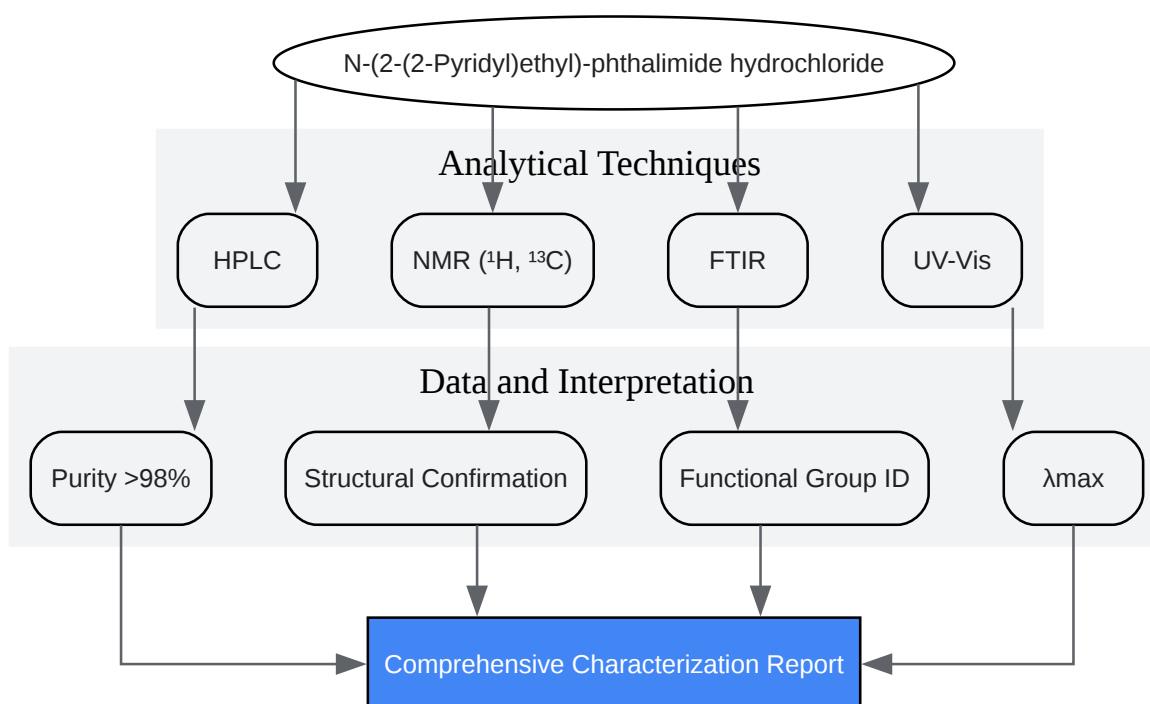 N-(2-(2-Pyridyl)ethyl)-phthalimide hydrochloride
Analytical Techniques
HPLC
NMR (¹H, ¹³C)
FTIR
UV-Vis
Data and Interpretation
Purity >98%
Structural Confirmation
Functional Group ID
λmax
Comprehensive Characterization Report